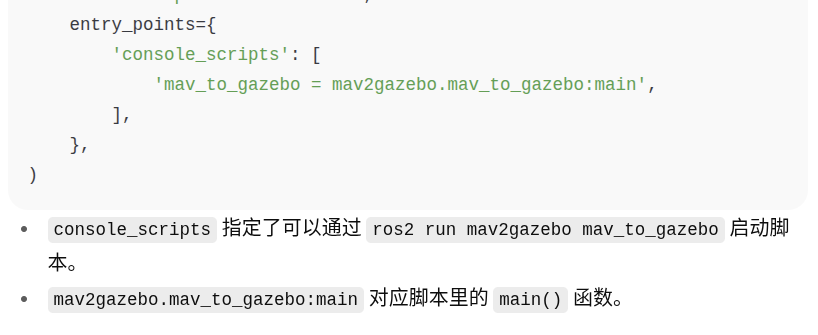 entry_points={
'console_scripts': [
'mav_to_gazebo = mav2gazebo.mav_to_gazebo:main',
],
},
)
console_scripts 指定了可以通过 ros2 run mav2gazebo mav_to_gazebo 启动脚
本。
mav2gazebo.mav_to_gazebo:main 对应脚本里的 main() 函数。